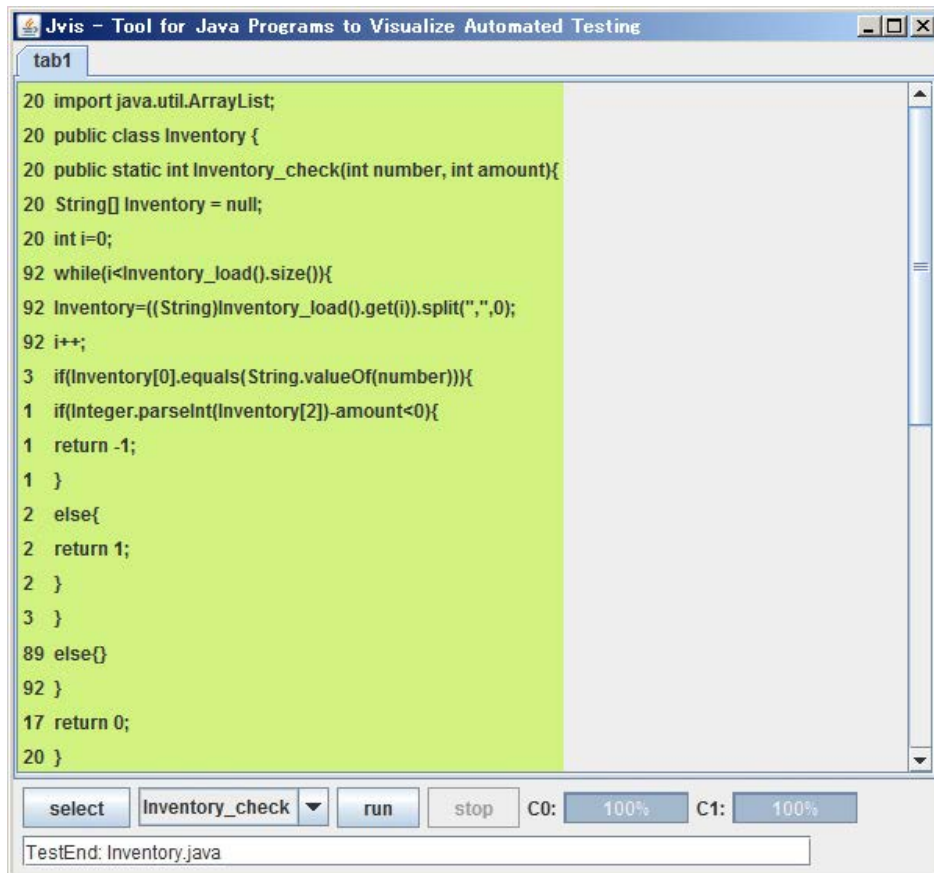 Jvis - Tool for Java Programs to Visualize Automated Testing
tab1
20 import java.util.ArrayList;
20 public class Inventory {
20 public static int Inventory_check(int number, int amount){
20 String[] Inventory = null;
20 int i=0;
92 while(i<Inventory_load().size()){
92 Inventory=((String)Inventory_load().get(i)).split(",",0);
92 i++;
3 if(Inventory[0].equals(String.valueOf(number))){
1 if(Integer.parseInt(Inventory[2])-amount<0){
1 return -1;
1 }
2 else{
2 return 1;
2 }
3 }
89 else{}
92 }
17 return 0;
20 }
select Inventory_check run stop C0: 100% C1: 100%
TestEnd: Inventory.java